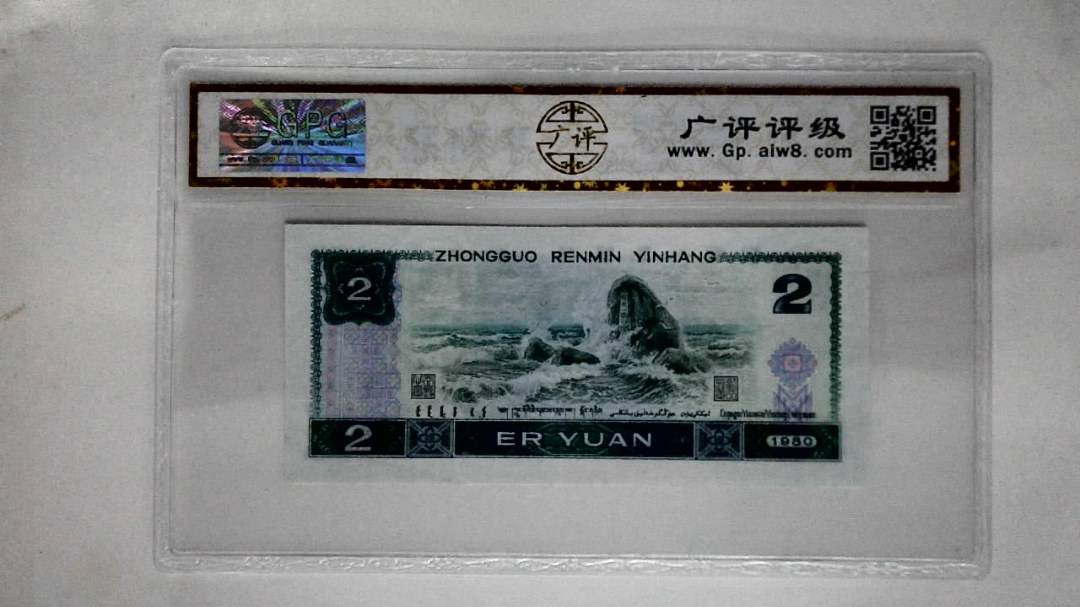 GPG
广评
广评评级
www. Gp. alw8. com
ZHONGGUO RENMIN YINHANG
2
2
2
ER YUAN
1980